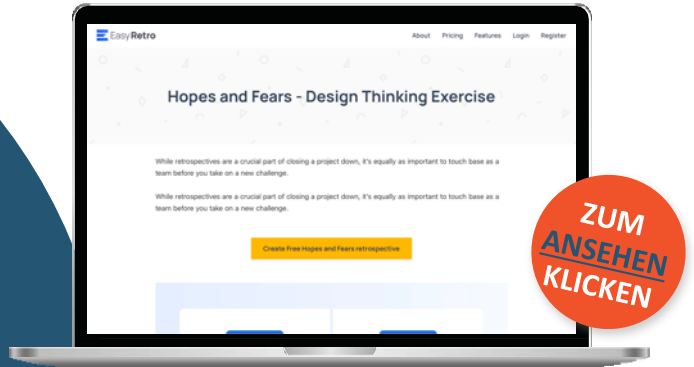 EasyRetro
About Pricing Features Login Register
Hopes and Fears - Design Thinking Exercise
While retrospectives are a crucial part of closing a project down, it's equally as important to touch base as a
team before you take on a new challenge.
While retrospectives are a crucial part of closing a project down, it's equally as important to touch base as a
team before you take on a new challenge.
Create Free Hopes and Fears retrospective
ZUM
ANSEHEN
KLICKEN